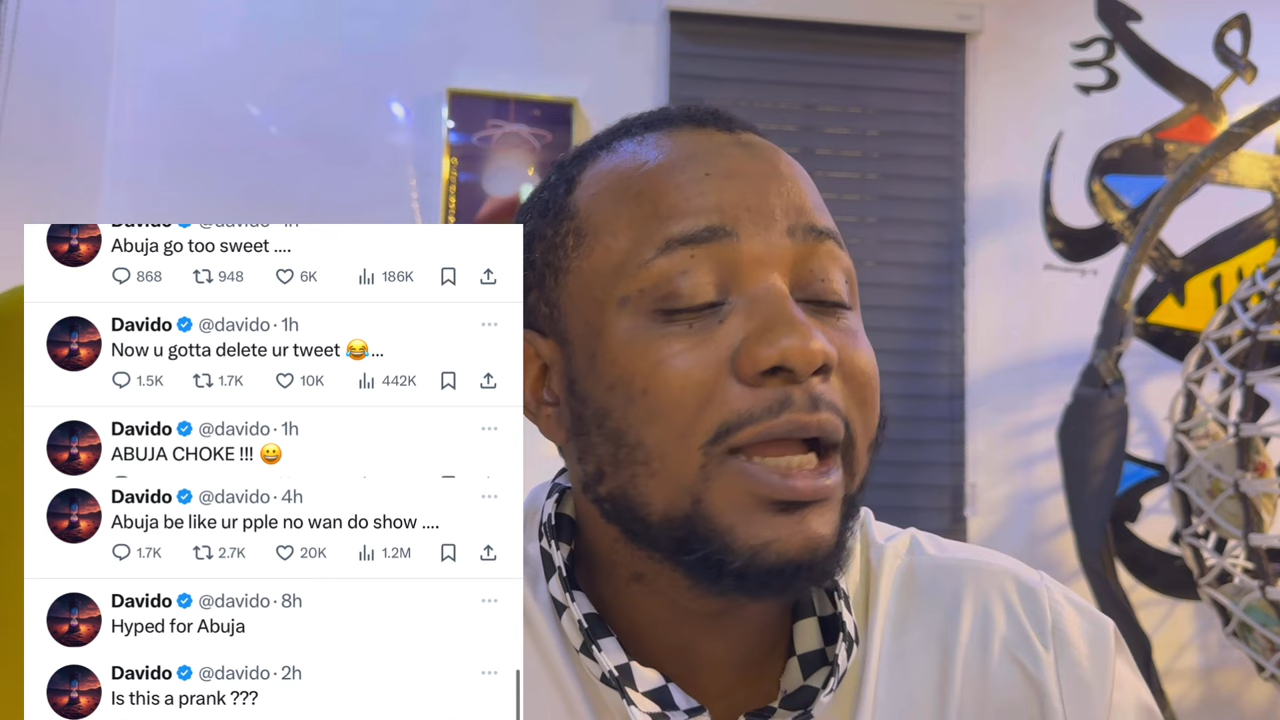 Davido @davido · 1h
Abuja go too sweet ....
868 948 6K 186K
Davido @davido · 1h
Now u gotta delete ur tweet 😂...
1.5K 1.7K 10K 442K
Davido @davido · 1h
ABUJA CHOKE !!! 😀
Davido @davido · 4h
Abuja be like ur pple no wan do show ....
1.7K 2.7K 20K 1.2M
Davido @davido · 8h
Hyped for Abuja
Davido @davido · 2h
Is this a prank ???